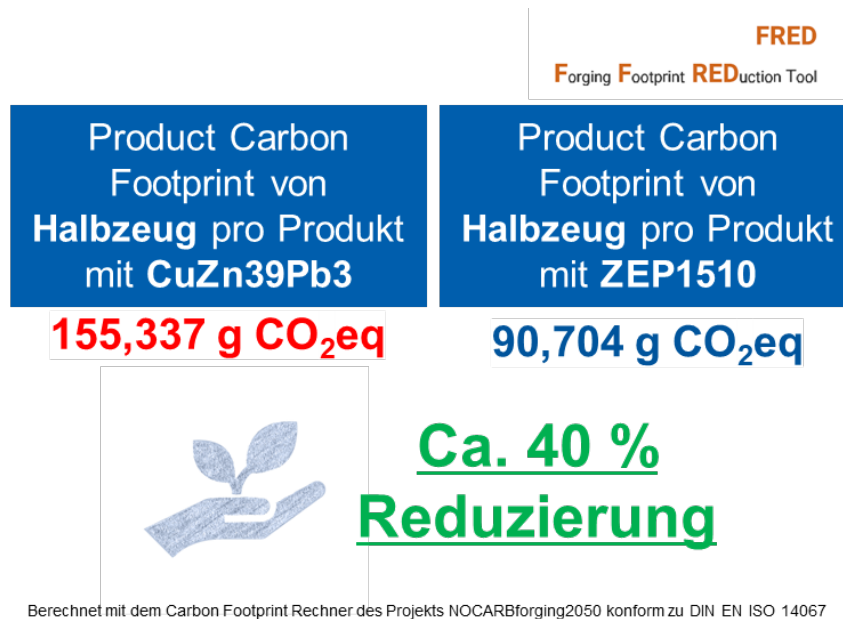 FRED
Forging Footprint REDuction Tool
Product Carbon
Footprint von
Halbzeug pro Produkt
mit CuZn39Pb3
Product Carbon
Footprint von
Halbzeug pro Produkt
mit ZEP1510
155,337 g CO₂eq
90,704 g CO₂eq
Ca. 40 %
Reduzierung
Berechnet mit dem Carbon Footprint Rechner des Projekts NOCARBforging2050 konform zu DIN EN ISO 14067